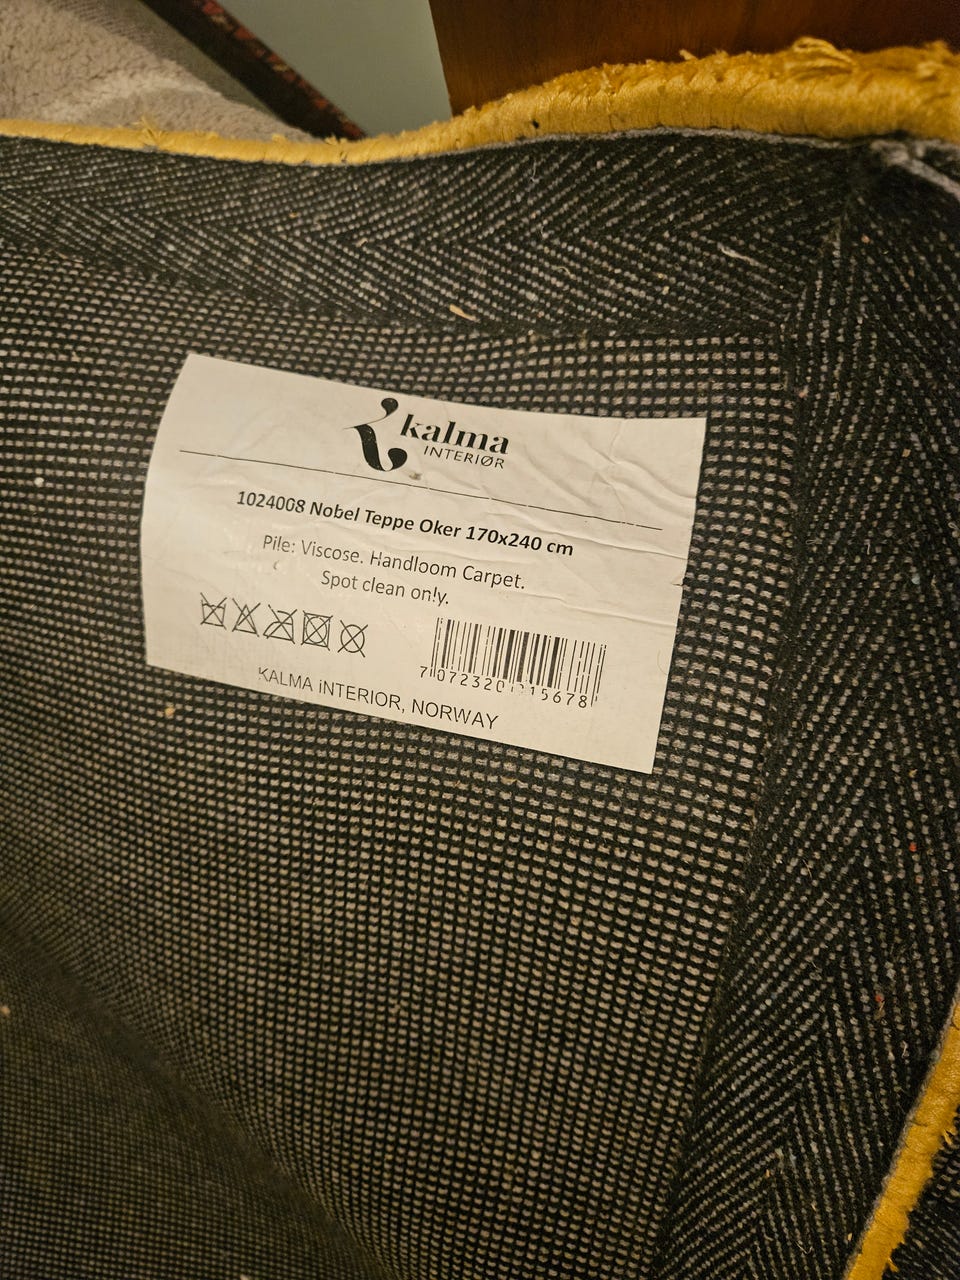 kalma
INTERIØR
1024008 Nobel Teppe Oker 170x240 cm
Pile: Viscose. Handloom Carpet.
Spot clean only.
KALMA INTERIOR, NORWAY